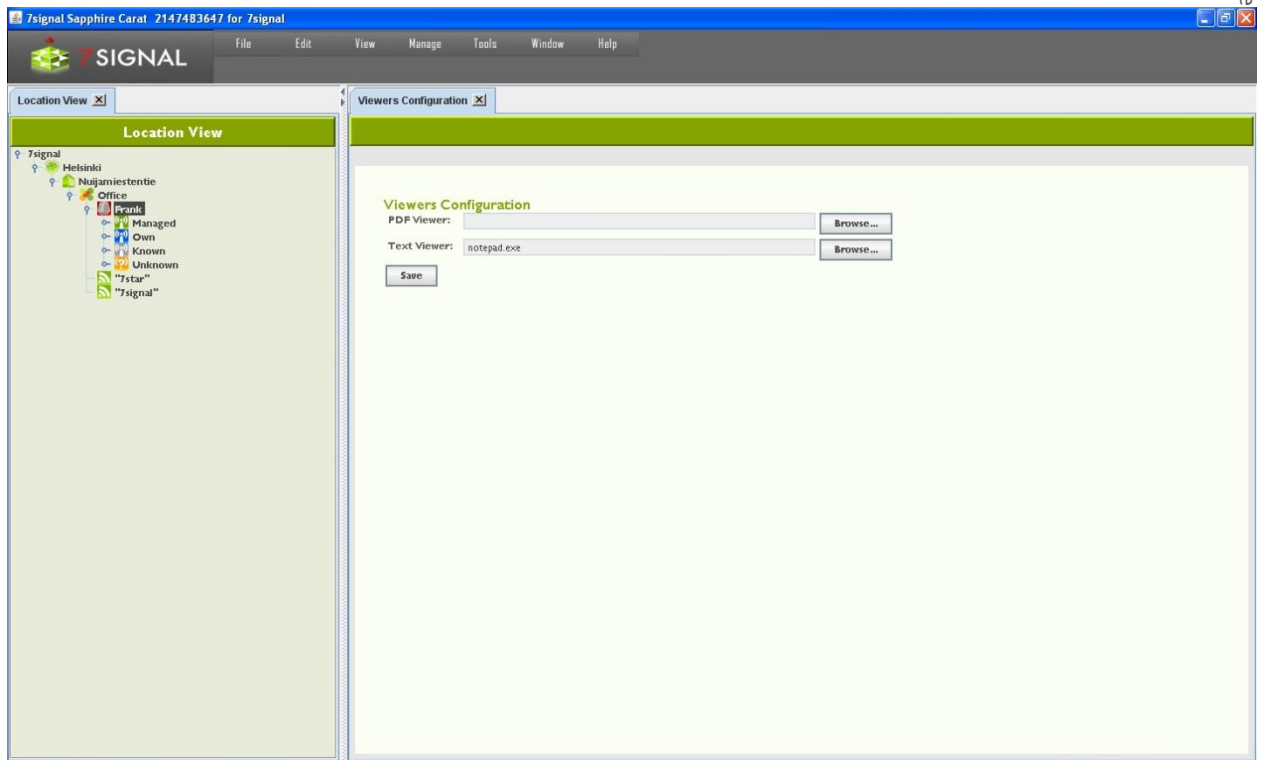 7signal Sapphire Carat 2147483647 for 7signal
7SIGNAL
File Edit View Manage Tools Window Help
Location View
Viewers Configuration
Location View
7signal
Helsinki
Nuijamiestentie
Office
Frank
Managed
Own
Known
Unknown
"7star"
"7signal"
Viewers Configuration
PDF Viewer: Browse...
Text Viewer: notepad.exe Browse...
Save